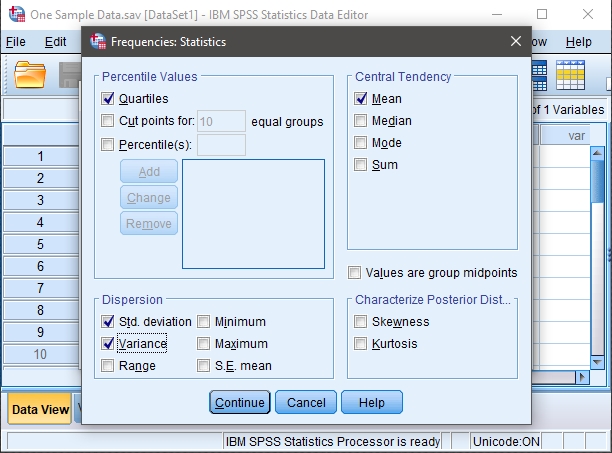 One Sample Data.sav [DataSet1] - IBM SPSS Statistics Data Editor
File Edit
ow Help
Frequencies: Statistics
of 1 Variables
var
1
2
3
4
5
6
7
8
9
10
Percentile Values
Quartiles
Cut points for: 10 equal groups
Percentile(s):
Add
Change
Remove
Central Tendency
Mean
Median
Mode
Sum
Values are group midpoints
Dispersion
Std. deviation Minimum
Variance Maximum
Range S.E. mean
Characterize Posterior Dist...
Skewness
Kurtosis
Continue Cancel Help
Data View
IBM SPSS Statistics Processor is ready Unicode:ON